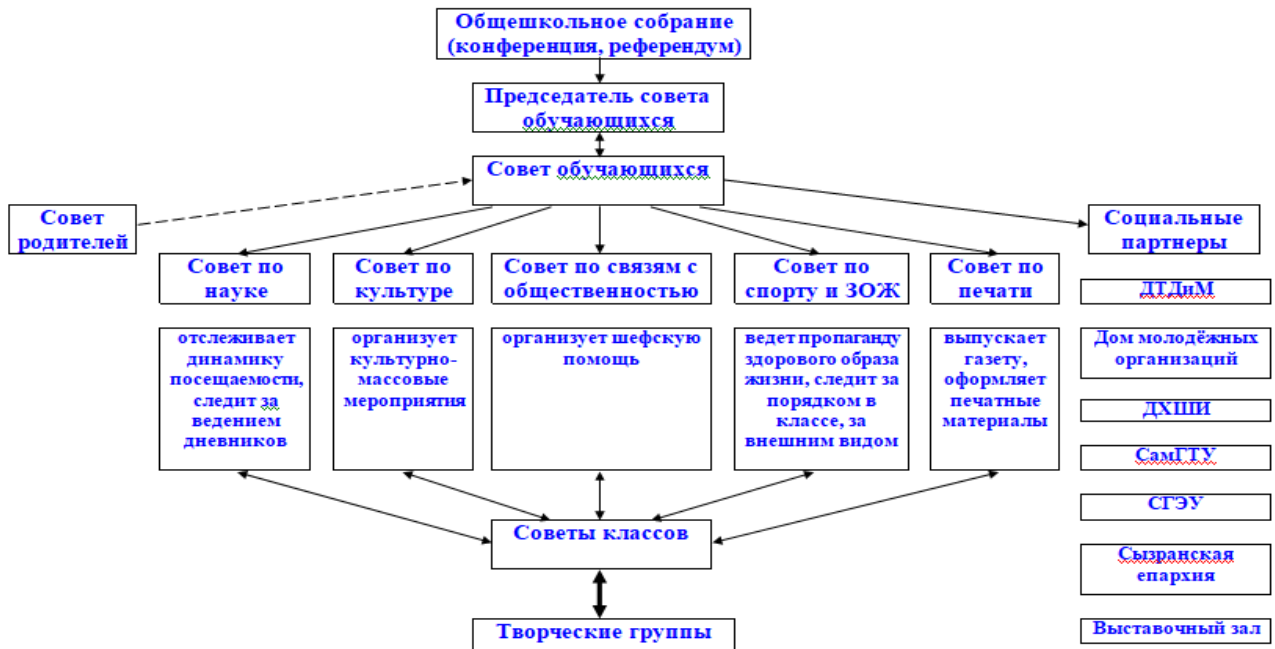 Общешкольное собрание
(конференция, референдум)
Председатель совета
обучающихся
Совет обучающихся
Совет
родителей
Социальные
партнеры
Совет по
науке
Совет по
культуре
Совет по связям с
общественностью
Совет по
спорту и ЗОЖ
Совет по
печати
отслеживает
динамику
посещаемости,
следит за
ведением
дневников
организует
культурно-
массовые
мероприятия
организует шефскую
помощь
ведет пропаганду
здорового образа
жизни, следит за
порядком в
классе, за
внешним видом
выпускает
газету,
оформляет
печатные
материалы
ДТДиМ
Дом молодёжных
организаций
ДХШИ
СамГТУ
СГЭУ
Сызранская
епархия
Выставочный зал
Советы классов
Творческие группы